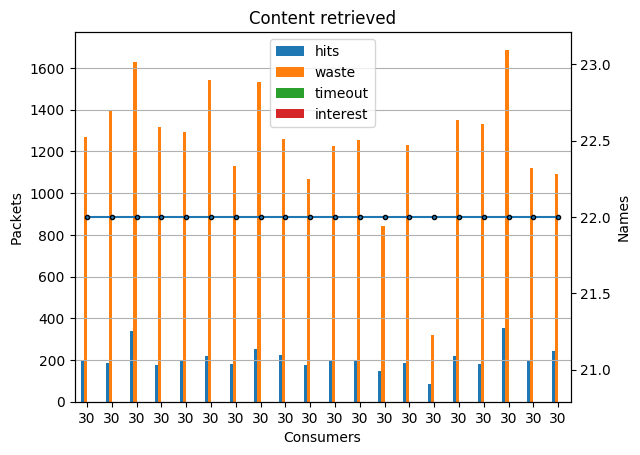 Content retrieved
hits
waste
timeout
interest
Packets
1600
1400
1200
1000
800
600
400
200
0
23.0
22.5
22.0
21.5
21.0
Names
30 30 30 30 30 30 30 30 30 30 30 30 30 30 30 30 30 30 30 30
Consumers